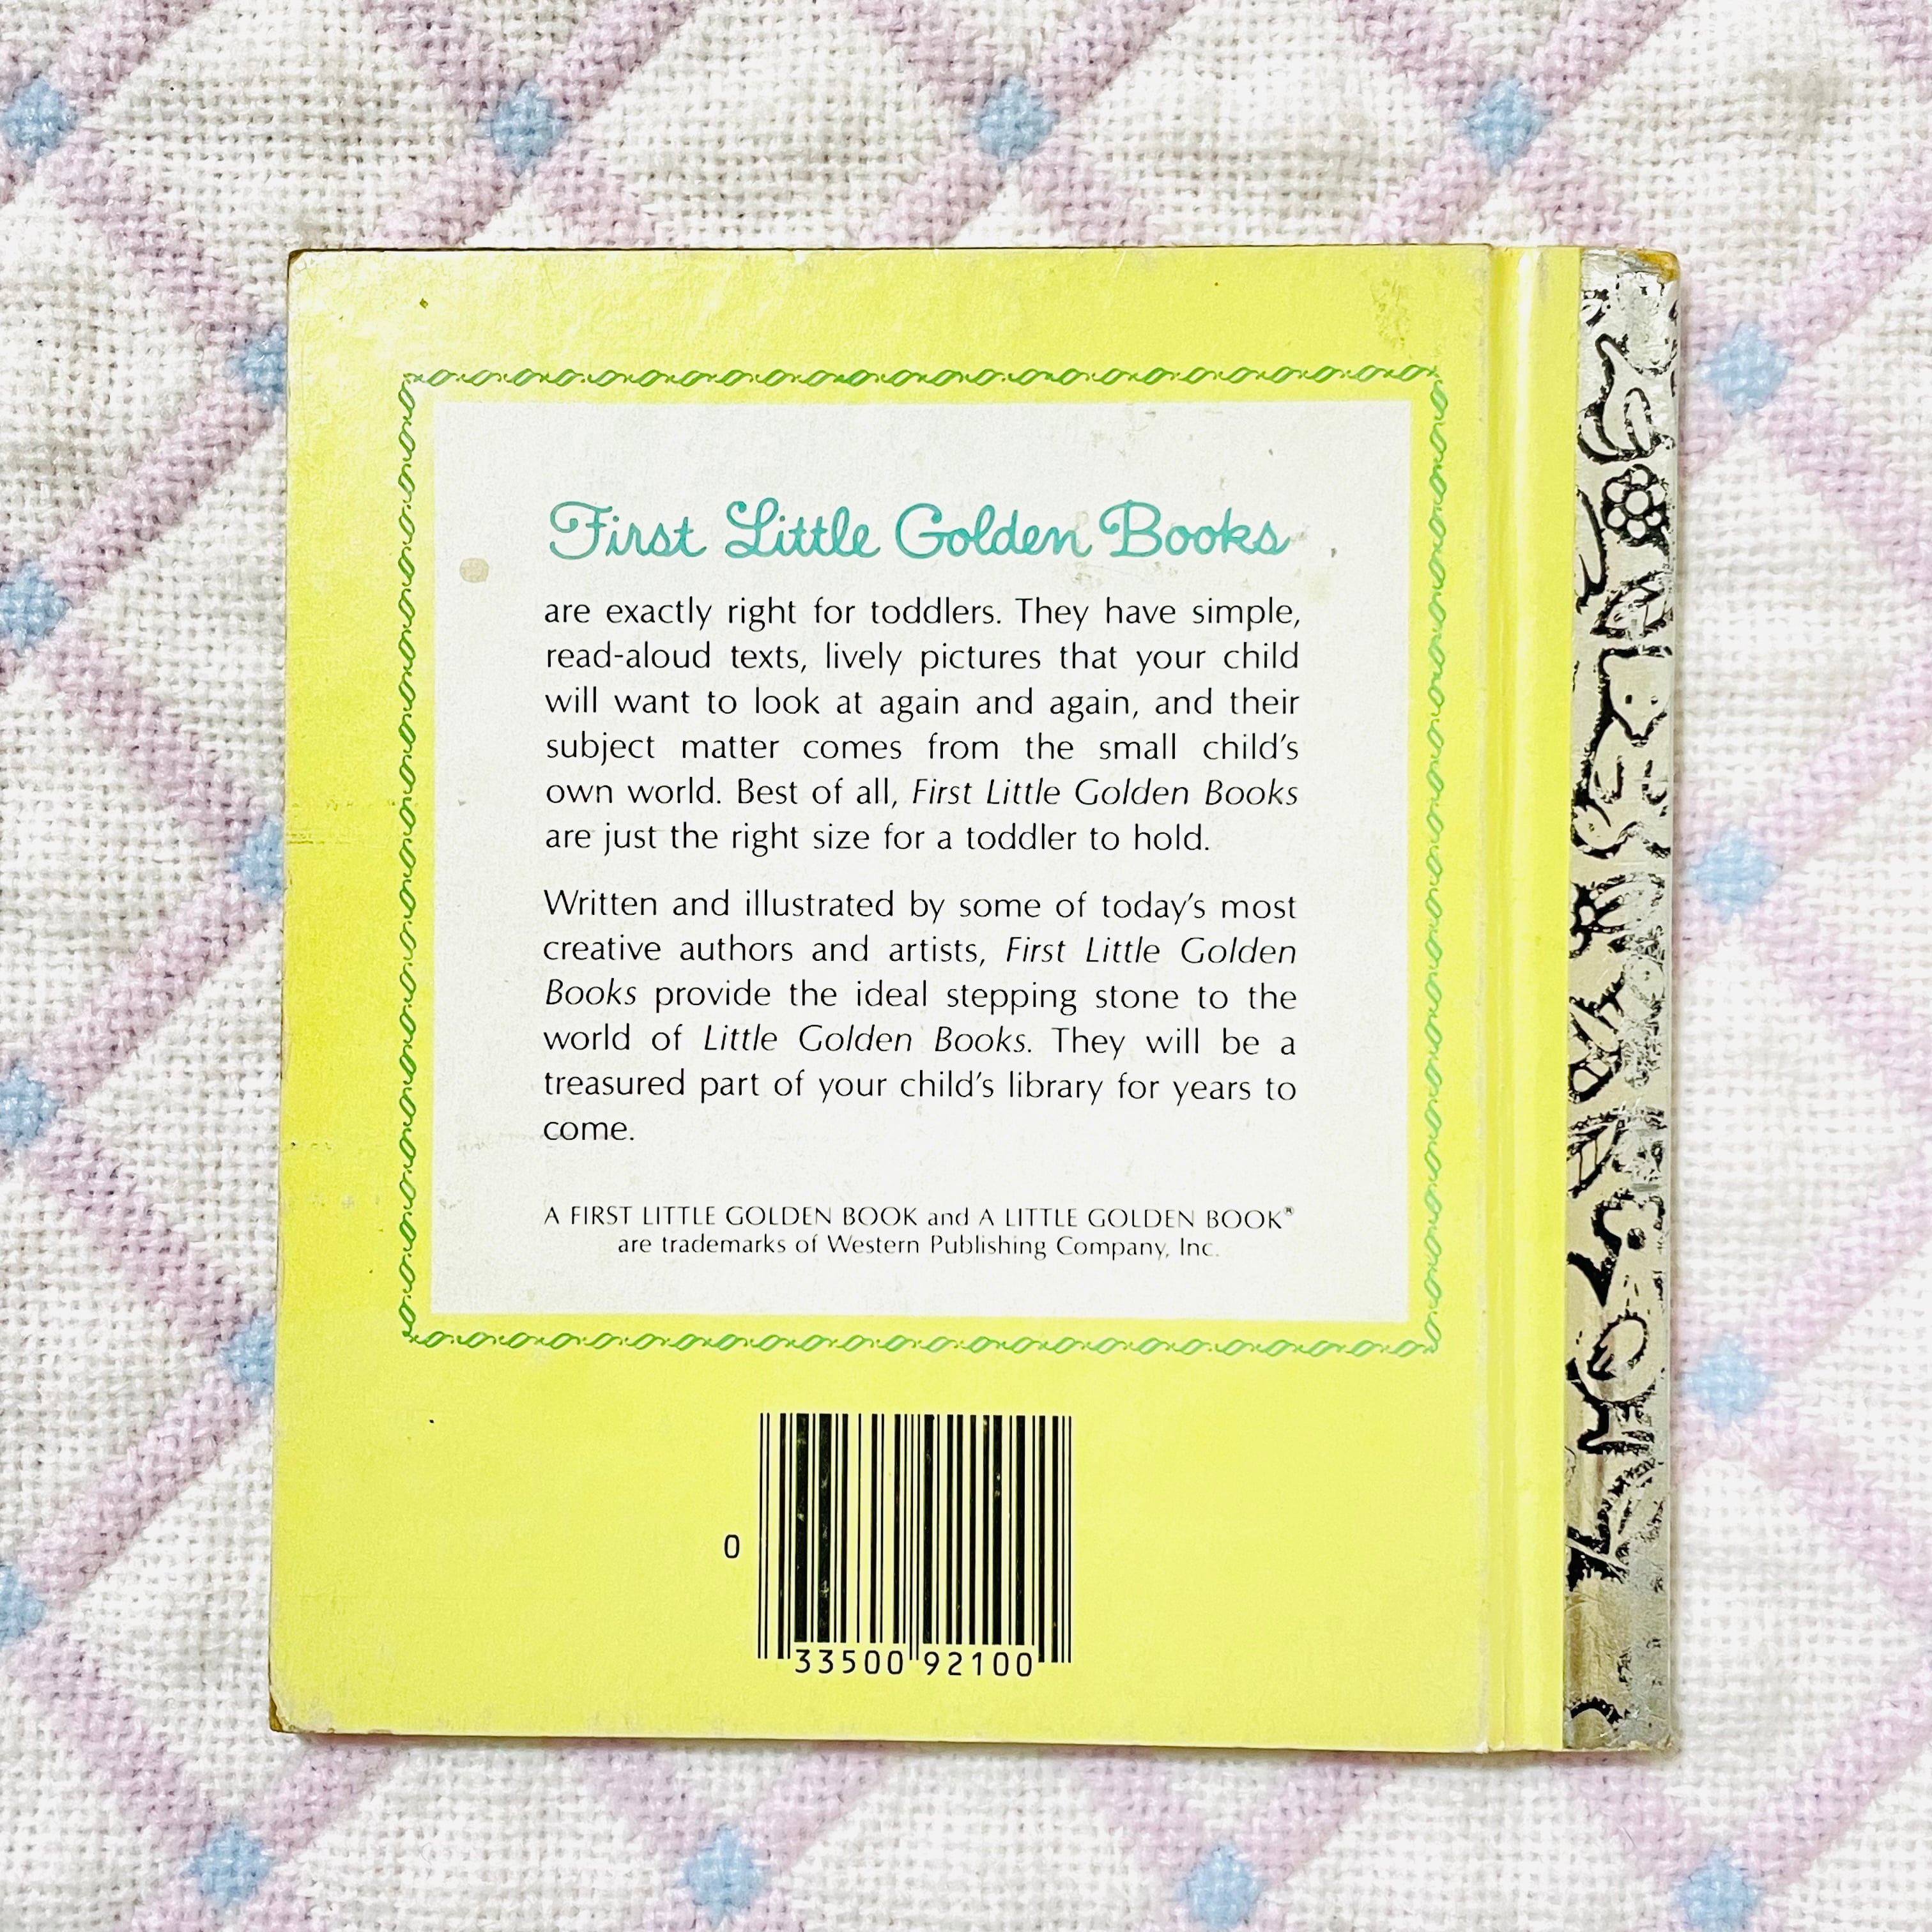 First Little Golden Books
are exactly right for toddlers. They have simple,
read-aloud texts, lively pictures that your child
will want to look at again and again, and their
subject matter comes from the small child's
own world. Best of all, First Little Golden Books
are just the right size for a toddler to hold.
Written and illustrated by some of today's most
creative authors and artists, First Little Golden
Books provide the ideal stepping stone to the
world of Little Golden Books. They will be a
treasured part of your child's library for years to
come.
A FIRST LITTLE GOLDEN BOOK and A LITTLE GOLDEN BOOK®
are trademarks of Western Publishing Company, Inc.
0 33500 92100